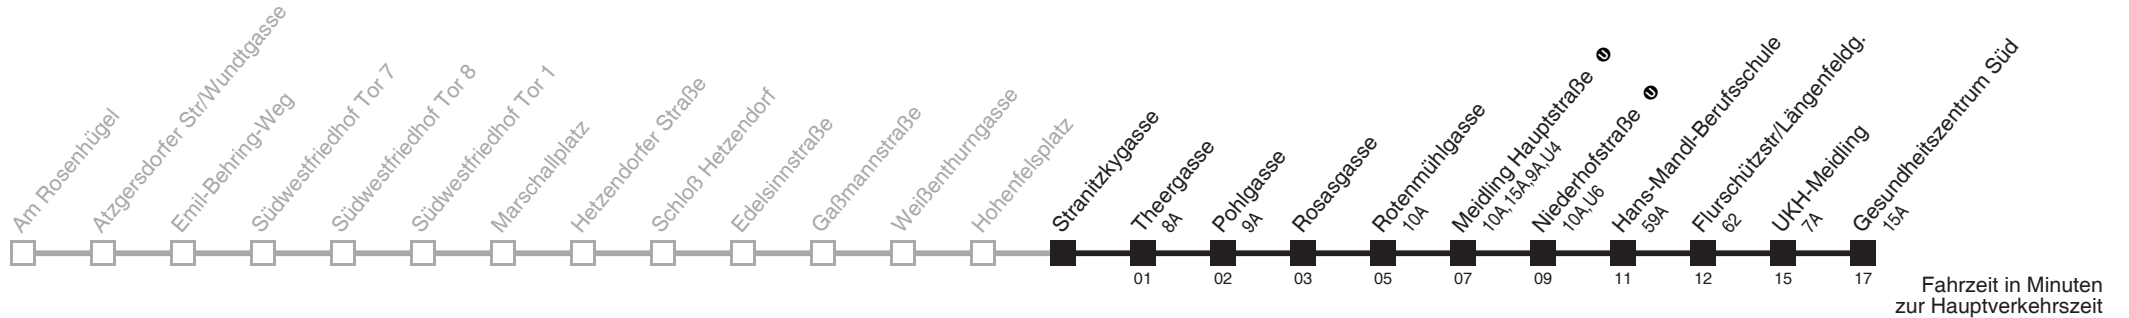 Am Rosenhügel
Atzgersdorfer Str/Wundtgasse
Emil-Behring-Weg
Südwestfriedhof Tor 7
Südwestfriedhof Tor 8
Südwestfriedhof Tor 1
Marschallplatz
Hetzendorfer Straße
Schloß Hetzendorf
Edelsinnstraße
Gaßmannstraße
Weißenthurngasse
Hohenfelsplatz
Stranitzkygasse
Theergasse
8A
Pohlgasse
9A
Rosasgasse
Rotenmühlgasse
10A
Meidling Hauptstraße U
10A,15A,9A,U4
Niederhofstraße U
10A,U6
Hans-Mandl-Berufsschule
59A
Flurschützstr/Längenfeldg.
62
UKH-Meidling
7A
Gesundheitszentrum Süd
15A
01 02 03 05 07 09 11 12 15 17
Fahrzeit in Minuten
zur Hauptverkehrszeit